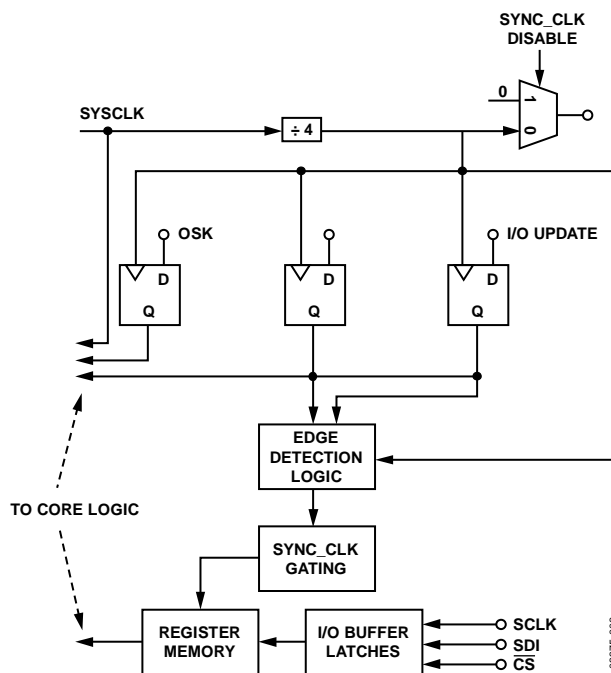 SYNC_CLK
DISABLE
0
1
SYSCLK
÷ 4
0
OSK
I/O UPDATE
D
D
D
Q
Q
Q
EDGE
DETECTION
LOGIC
TO CORE LOGIC
SYNC_CLK
GATING
REGISTER
MEMORY
I/O BUFFER
LATCHES
SCLK
SDI
CS